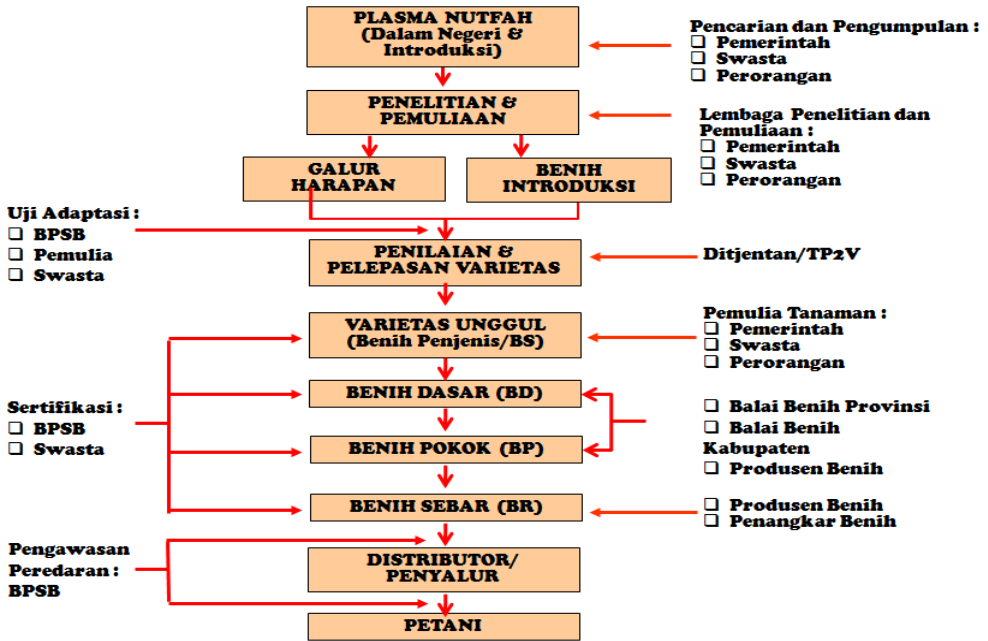 PLASMA NUTFAH
(Dalam Negeri &
Introduksi)
Pencarian dan Pengumpulan :
❑ Pemerintah
❑ Swasta
❑ Perorangan
PENELITIAN &
PEMULIAAN
Lembaga Penelitian dan
Pemuliaan :
❑ Pemerintah
❑ Swasta
❑ Perorangan
GALUR
HARAPAN
BENIH
INTRODUKSI
Uji Adaptasi :
❑ BPSB
❑ Pemulia
❑ Swasta
PENILAIAN &
PELEPASAN VARIETAS
Ditjentan/TP2V
VARIETAS UNGGUL
(Benih Penjenis/BS)
Pemulia Tanaman :
❑ Pemerintah
❑ Swasta
❑ Perorangan
BENIH DASAR (BD)
Sertifikasi :
❑ BPSB
❑ Swasta
❑ Balai Benih Provinsi
❑ Balai Benih
Kabupaten
❑ Produsen Benih
BENIH POKOK (BP)
BENIH SEBAR (BR)
❑ Produsen Benih
❑ Penangkar Benih
Pengawasan
Peredaran :
BPSB
DISTRIBUTOR/
PENYALUR
PETANI